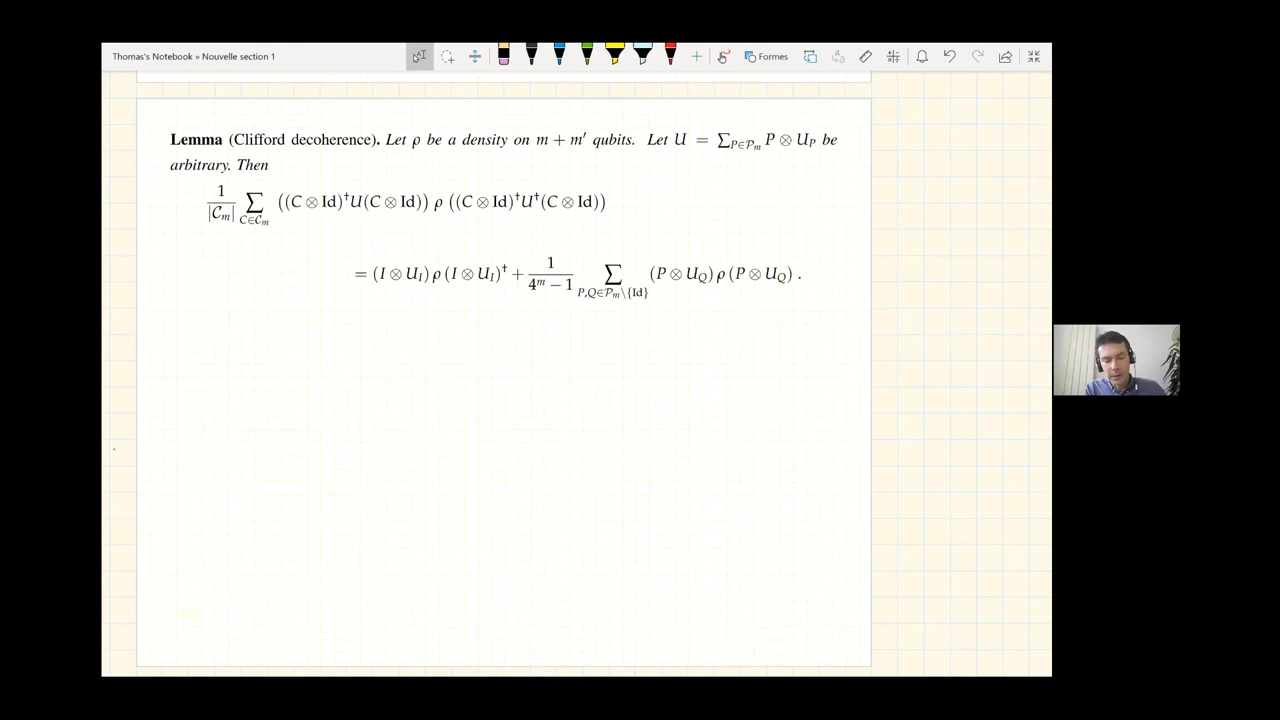 Thomas's Notebook » Nouvelle section 1
Formes
Lemma (Clifford decoherence). Let ρ be a density on m + m′ qubits. Let U = ∑_{P∈𝒫_m} P ⊗ U_P be
arbitrary. Then
1/|𝒞_m| ∑_{C∈𝒞_m} ((C ⊗ Id)†U(C ⊗ Id)) ρ ((C ⊗ Id)†U†(C ⊗ Id))
= (I ⊗ U_I) ρ (I ⊗ U_I)† + 1/(4^m − 1) ∑_{P,Q∈𝒫_m\{Id}} (P ⊗ U_Q) ρ (P ⊗ U_Q) .